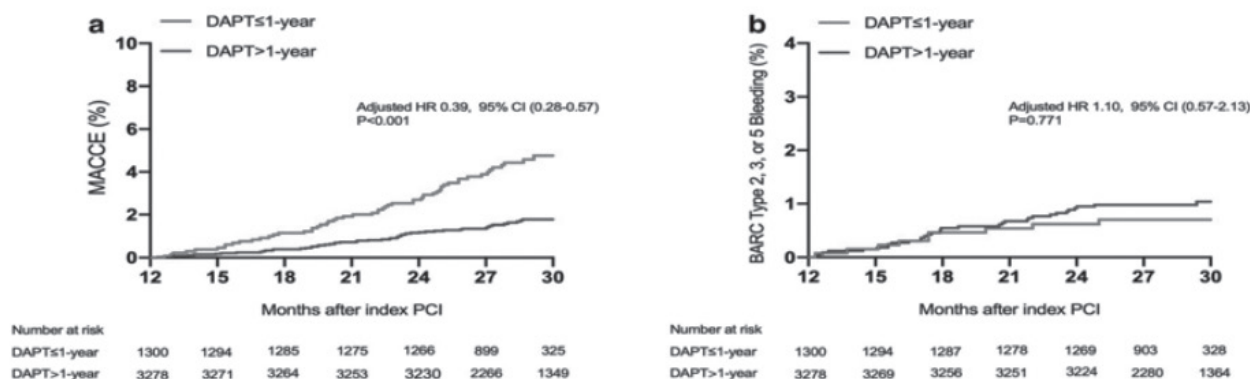 a
DAPT≤1-year
DAPT>1-year
10
8
6
4
2
0
MACCE (%)
Adjusted HR 0.39, 95% CI (0.28-0.57)
P<0.001
12 15 18 21 24 27 30
Months after index PCI
Number at risk
DAPT≤1-year 1300 1294 1285 1275 1266 899 325
DAPT>1-year 3278 3271 3264 3253 3230 2266 1349
b
DAPT≤1-year
DAPT>1-year
4
3
2
1
0
BARC Type 2, 3, or 5 Bleeding (%)
Adjusted HR 1.10, 95% CI (0.57-2.13)
P=0.771
12 15 18 21 24 27 30
Months after index PCI
Number at risk
DAPT≤1-year 1300 1294 1287 1278 1269 903 328
DAPT>1-year 3278 3269 3256 3251 3224 2280 1364